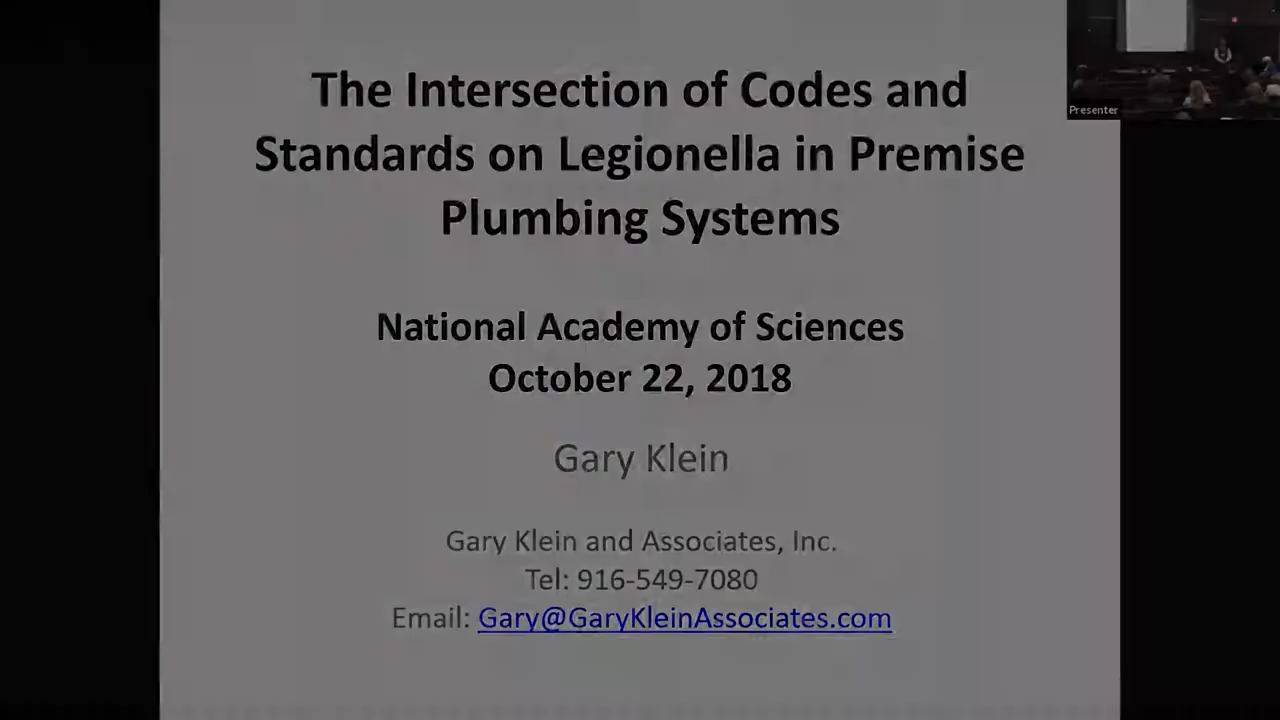 The Intersection of Codes and
Standards on Legionella in Premise
Plumbing Systems
National Academy of Sciences
October 22, 2018
Gary Klein
Gary Klein and Associates, Inc.
Tel: 916-549-7080
Email: Gary@GaryKleinAssociates.com
Presenter